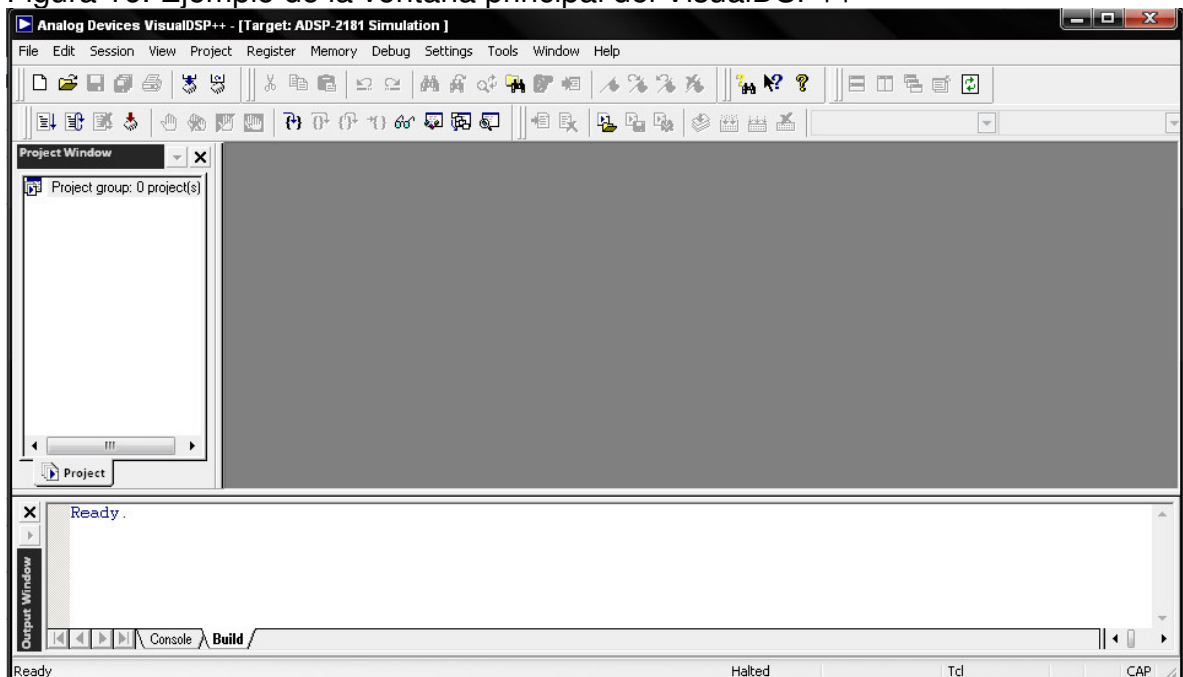 Analog Devices VisualDSP++ - [Target: ADSP-2181 Simulation ]
File Edit Session View Project Register Memory Debug Settings Tools Window Help
Project Window
Project group: 0 project(s)
Project
Ready.
Output Window
Console Build
Ready Halted Tcl CAP